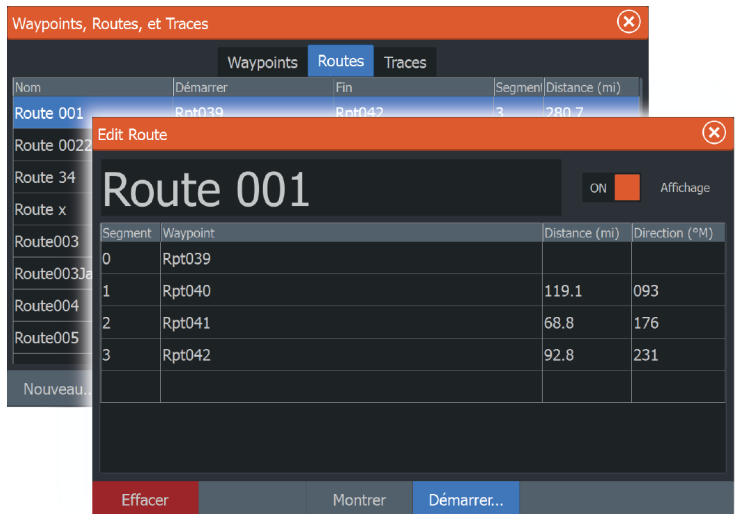 Waypoints, Routes, et Traces
Waypoints Routes Traces
Nom Démarrer Fin Segment Distance (mi)
Route 001 Rpt039 Rpt042 3 280.7
Route 0022
Route 34
Route x
Route003
Route003Ja
Route004
Route005
Nouveau...
Edit Route
Route 001 ON Affichage
Segment Waypoint Distance (mi) Direction (°M)
0 Rpt039
1 Rpt040 119.1 093
2 Rpt041 68.8 176
3 Rpt042 92.8 231
Effacer Montrer Démarrer...